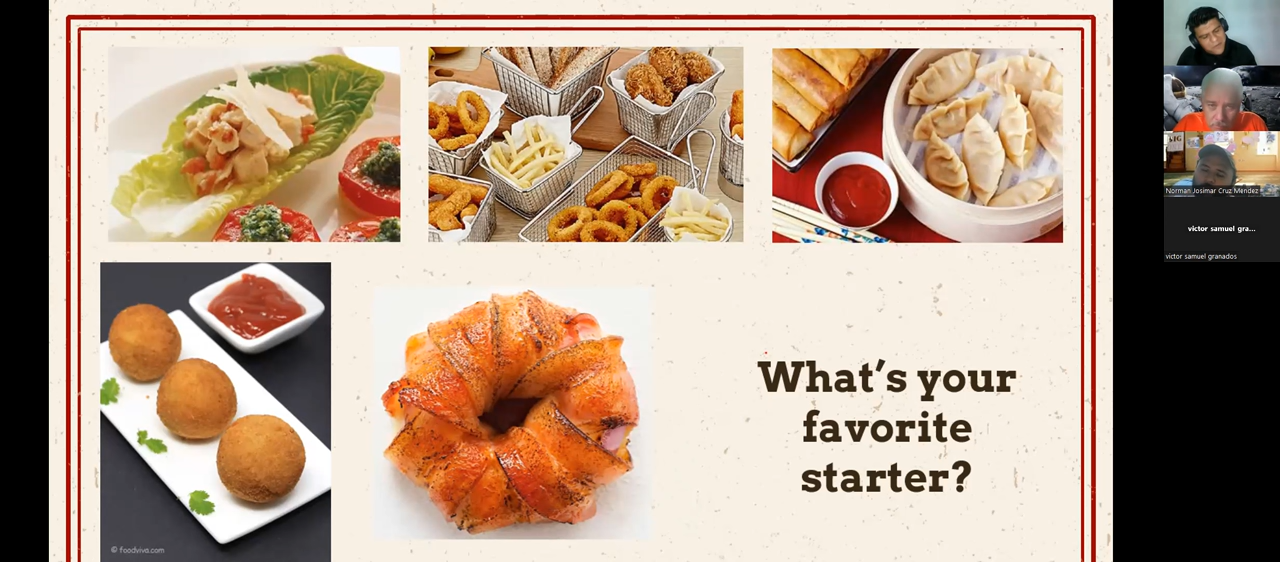 What's your
favorite
starter?
© foodviva.com
Norman Josimar Cruz Mendez
victor samuel gra...
victor samuel granados